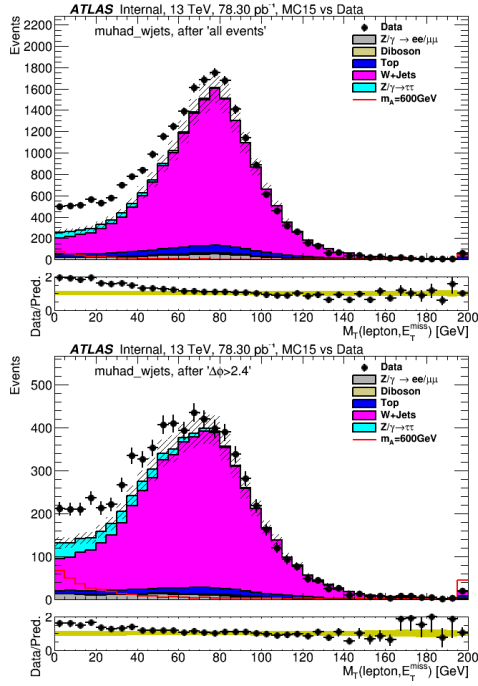 ATLAS Internal, 13 TeV, 78.30 pb⁻¹, MC15 vs Data
Events
muhad_wjets, after 'all events'
Data
Z/γ → ee/μμ
Diboson
Top
W+Jets
Z/γ→ττ
m_A=600GeV
2200
2000
1800
1600
1400
1200
1000
800
600
400
200
0
Data/Pred.
2
1
0
0 20 40 60 80 100 120 140 160 180 200
M_T(lepton,E_T^miss) [GeV]
ATLAS Internal, 13 TeV, 78.30 pb⁻¹, MC15 vs Data
Events
muhad_wjets, after 'Δϕ>2.4'
Data
Z/γ → ee/μμ
Diboson
Top
W+Jets
Z/γ→ττ
m_A=600GeV
500
400
300
200
100
0
Data/Pred.
2
1
0
0 20 40 60 80 100 120 140 160 180 200
M_T(lepton,E_T^miss) [GeV]